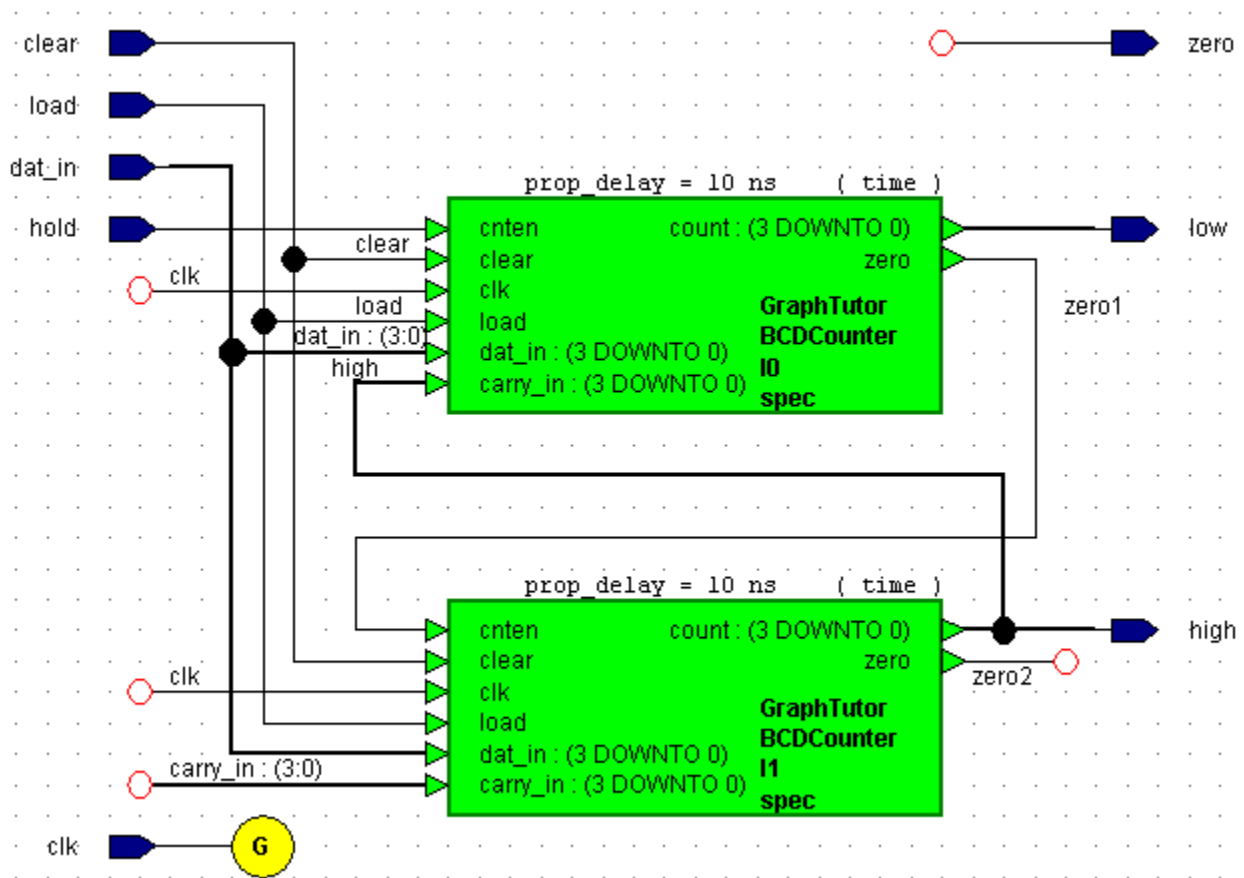 clear
zero
load
dat_in
prop_delay = 10 ns ( time )
hold
cnten
count : (3 DOWNTO 0)
low
clear
clear
zero
clk
clk
zero1
load
load
GraphTutor
dat_in : (3:0)
BCDCounter
dat_in : (3 DOWNTO 0)
I0
high
carry_in : (3 DOWNTO 0)
spec
prop_delay = 10 ns ( time )
cnten
count : (3 DOWNTO 0)
high
clear
zero
zero2
clk
clk
load
GraphTutor
BCDCounter
dat_in : (3 DOWNTO 0)
I1
carry_in : (3:0)
carry_in : (3 DOWNTO 0)
spec
clk
G